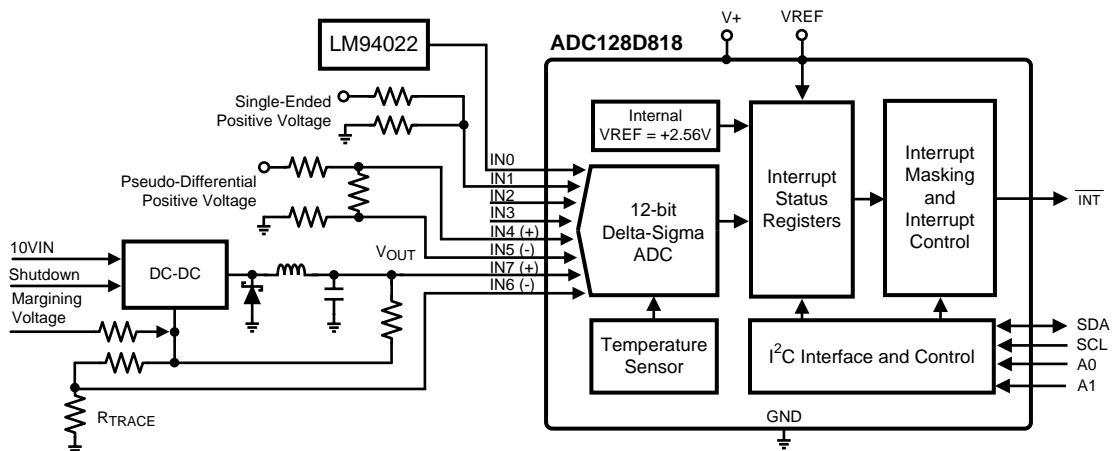 V+
VREF
ADC128D818
LM94022
Single-Ended
Positive Voltage
Internal
VREF = +2.56V
Pseudo-Differential
Positive Voltage
IN0
IN1
IN2
IN3
IN4 (+)
IN5 (-)
IN7 (+)
IN6 (-)
12-bit
Delta-Sigma
ADC
Interrupt
Status
Registers
Interrupt
Masking
and
Interrupt
Control
INT
10VIN
Shutdown
Margining
Voltage
DC-DC
VOUT
RTRACE
Temperature
Sensor
I²C Interface and Control
SDA
SCL
A0
A1
GND